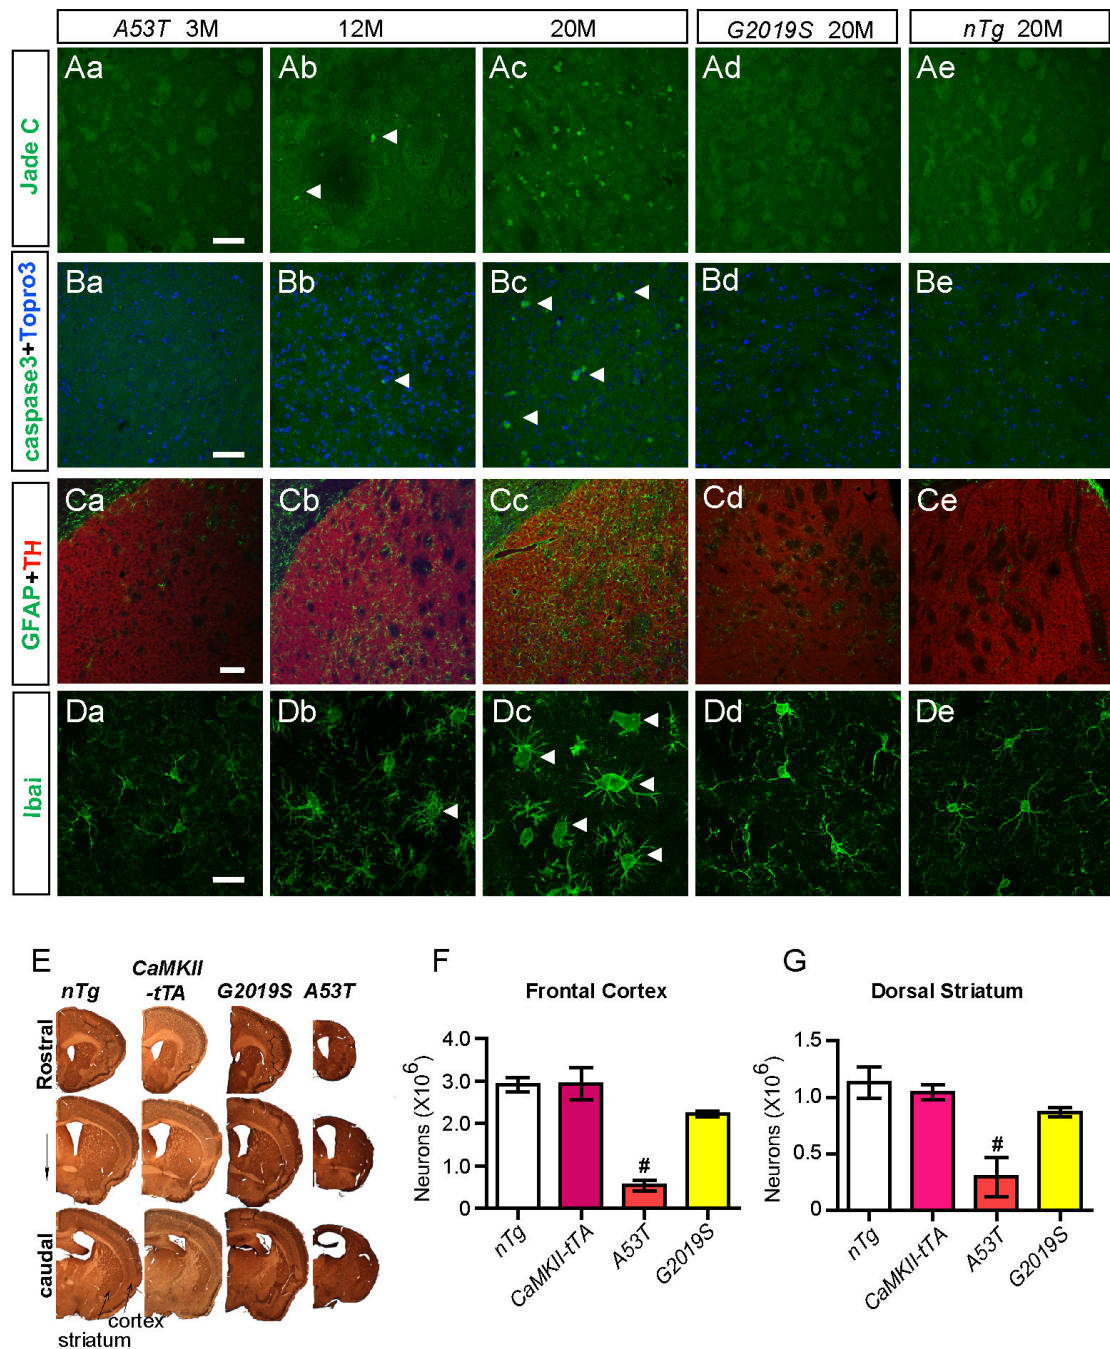 A53T 3M 12M 20M G2019S 20M nTg 20M
Jade C
Aa Ab Ac Ad Ae
caspase3+Topro3
Ba Bb Bc Bd Be
GFAP+TH
Ca Cb Cc Cd Ce
Ibai
Da Db Dc Dd De
E
nTg CaMKII-tTA G2019S A53T
Rostral
caudal
cortex
striatum
F
Frontal Cortex
Neurons (X10^6)
4.0
3.0
2.0
1.0
0
#
nTg CaMKII-tTA A53T G2019S
G
Dorsal Striatum
Neurons (X10^6)
1.5
1.0
0.5
0
#
nTg CaMKII-tTA A53T G2019S